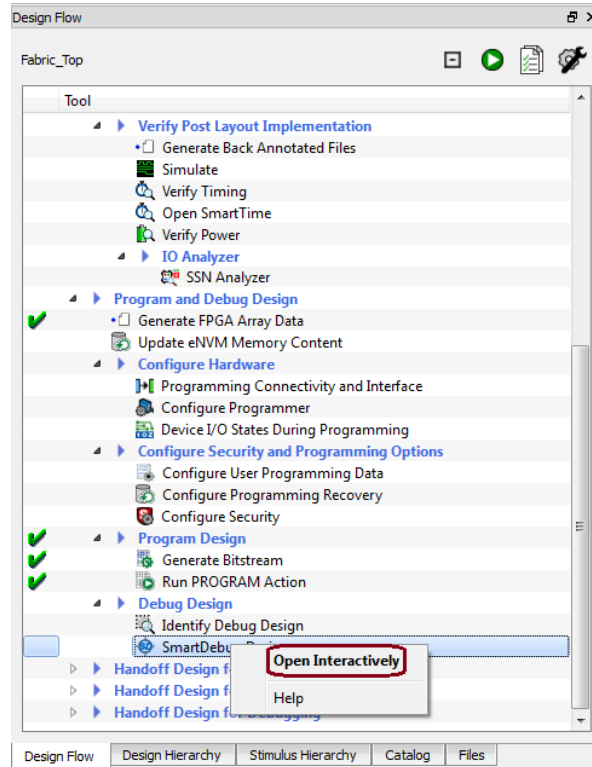 Design Flow
Fabric_Top
Tool
Verify Post Layout Implementation
Generate Back Annotated Files
Simulate
Verify Timing
Open SmartTime
Verify Power
IO Analyzer
SSN Analyzer
Program and Debug Design
Generate FPGA Array Data
Update eNVM Memory Content
Configure Hardware
Programming Connectivity and Interface
Configure Programmer
Device I/O States During Programming
Configure Security and Programming Options
Configure User Programming Data
Configure Programming Recovery
Configure Security
Program Design
Generate Bitstream
Run PROGRAM Action
Debug Design
Identify Debug Design
SmartDebu
Open Interactively
Handoff Design f
Handoff Design f
Help
Handoff Design for Debugging
Design Flow Design Hierarchy Stimulus Hierarchy Catalog Files